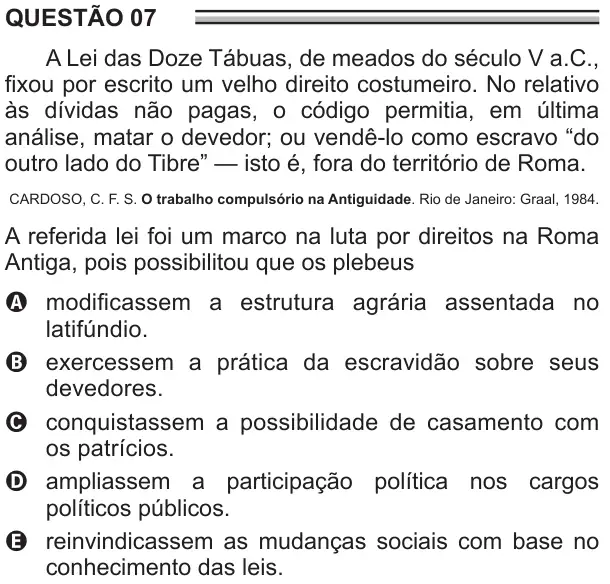 QUESTÃO 07
A Lei das Doze Tábuas, de meados do século V a.C.,
fixou por escrito um velho direito costumeiro. No relativo
às dívidas não pagas, o código permitia, em última
análise, matar o devedor; ou vendê-lo como escravo “do
outro lado do Tibre” — isto é, fora do território de Roma.
CARDOSO, C. F. S. O trabalho compulsório na Antiguidade. Rio de Janeiro: Graal, 1984.
A referida lei foi um marco na luta por direitos na Roma
Antiga, pois possibilitou que os plebeus
A modificassem a estrutura agrária assentada no
latifúndio.
B exercessem a prática da escravidão sobre seus
devedores.
C conquistassem a possibilidade de casamento com
os patrícios.
D ampliassem a participação política nos cargos
políticos públicos.
E reinvindicassem as mudanças sociais com base no
conhecimento das leis.